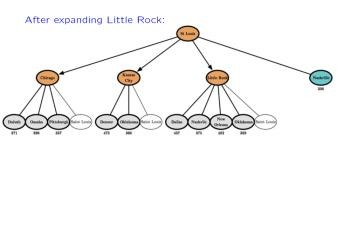 After expanding Little Rock:
St Louis
Chicago
Kansas
City
Little Rock
Nashville
Duluth Omaha Pittsburgh Saint Louis
Denver Oklahoma Saint Louis
Dallas Nashville New
Orleans Oklahoma Saint Louis